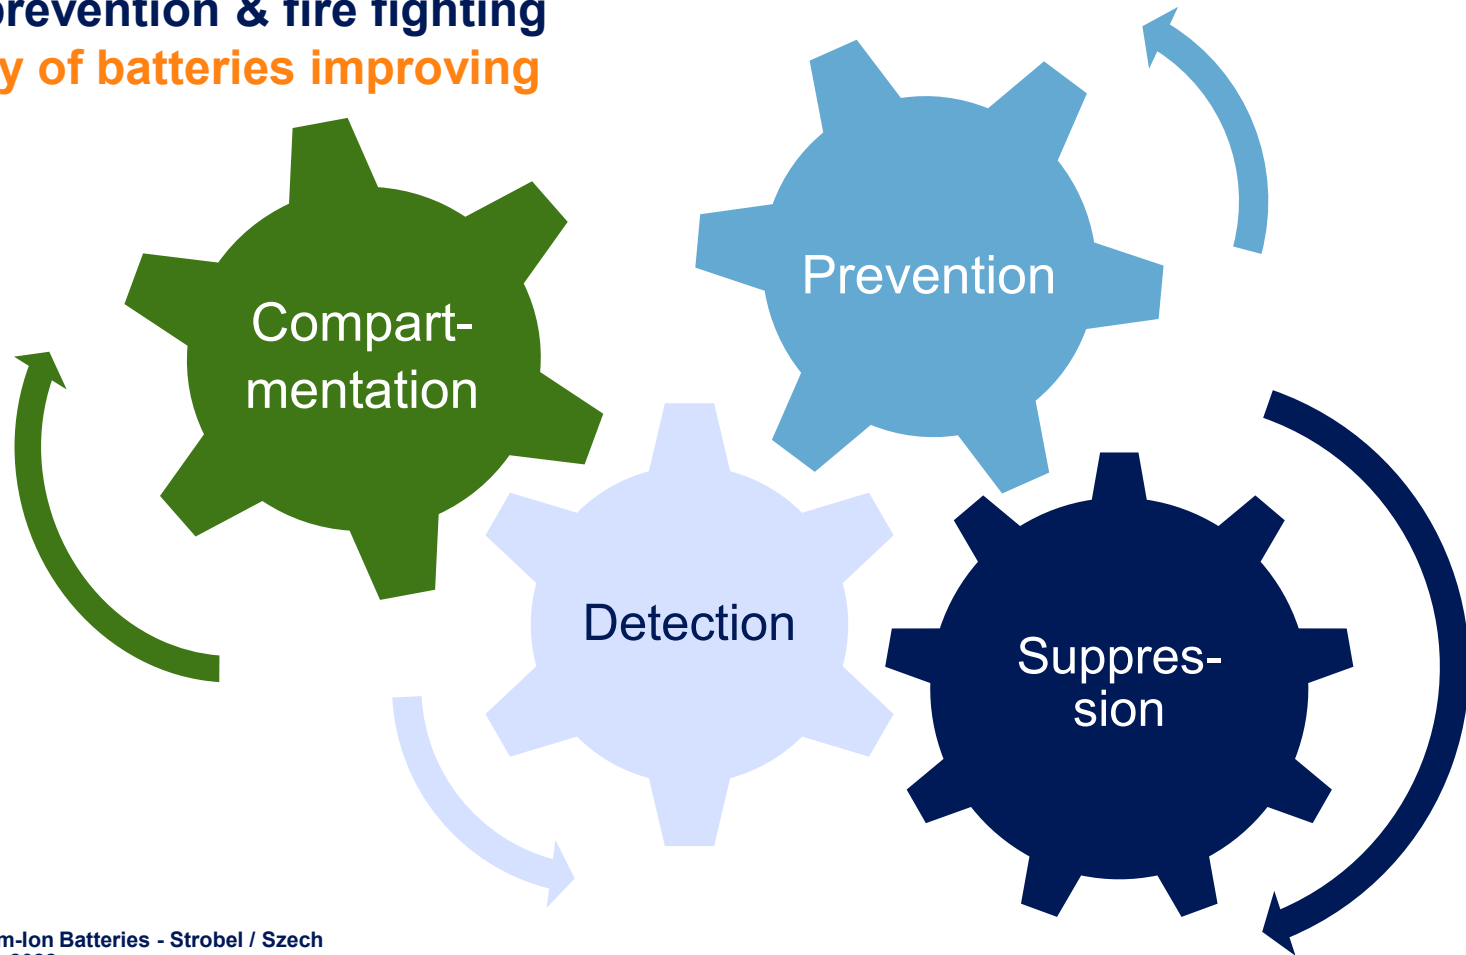 prevention & fire fighting
y of batteries improving
Prevention
Compart-
mentation
Detection
Suppres-
sion
m-Ion Batteries - Strobel / Szech